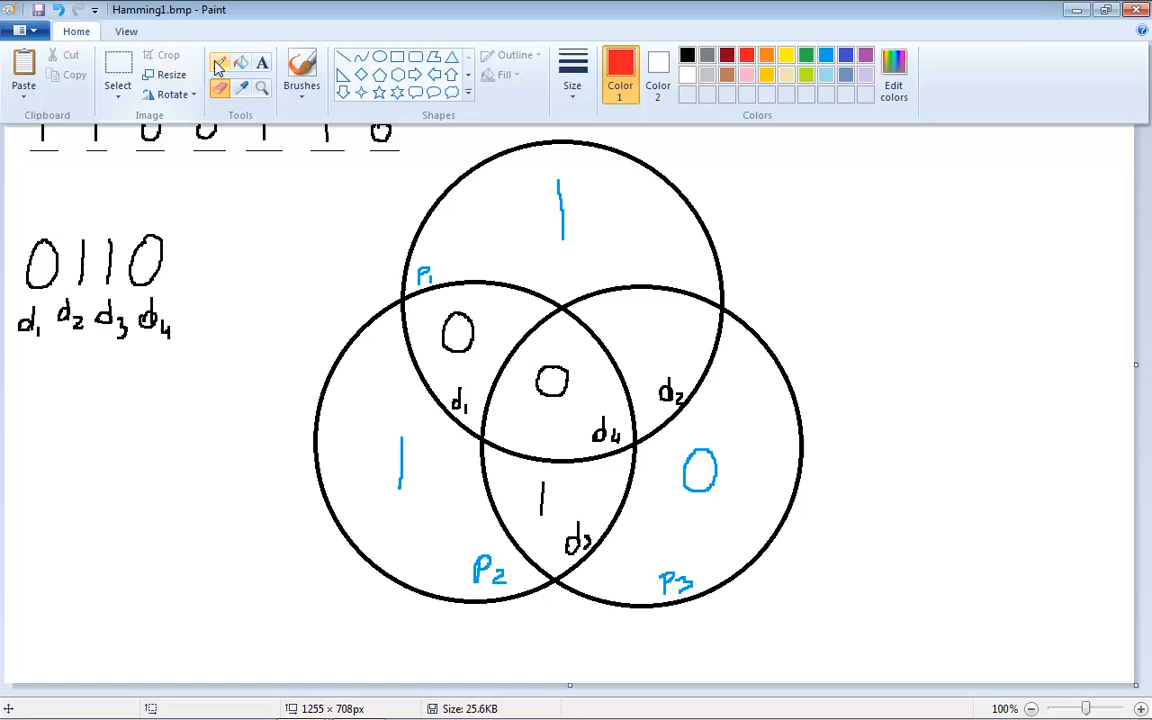 Hamming1.bmp - Paint
Home View
Paste
Cut
Copy
Clipboard
Select
Crop
Resize
Rotate
Image
A
Tools
Brushes
Outline
Fill
Shapes
Size
Color 1
Color 2
Edit colors
Colors
1 1 0 0 1 1 0
0 1 1 0
d1 d2 d3 d4
1
P1
0
0
d1
d2
d4
1
0
1
d3
P2
P3
1255 × 708px
Size: 25.6KB
100%